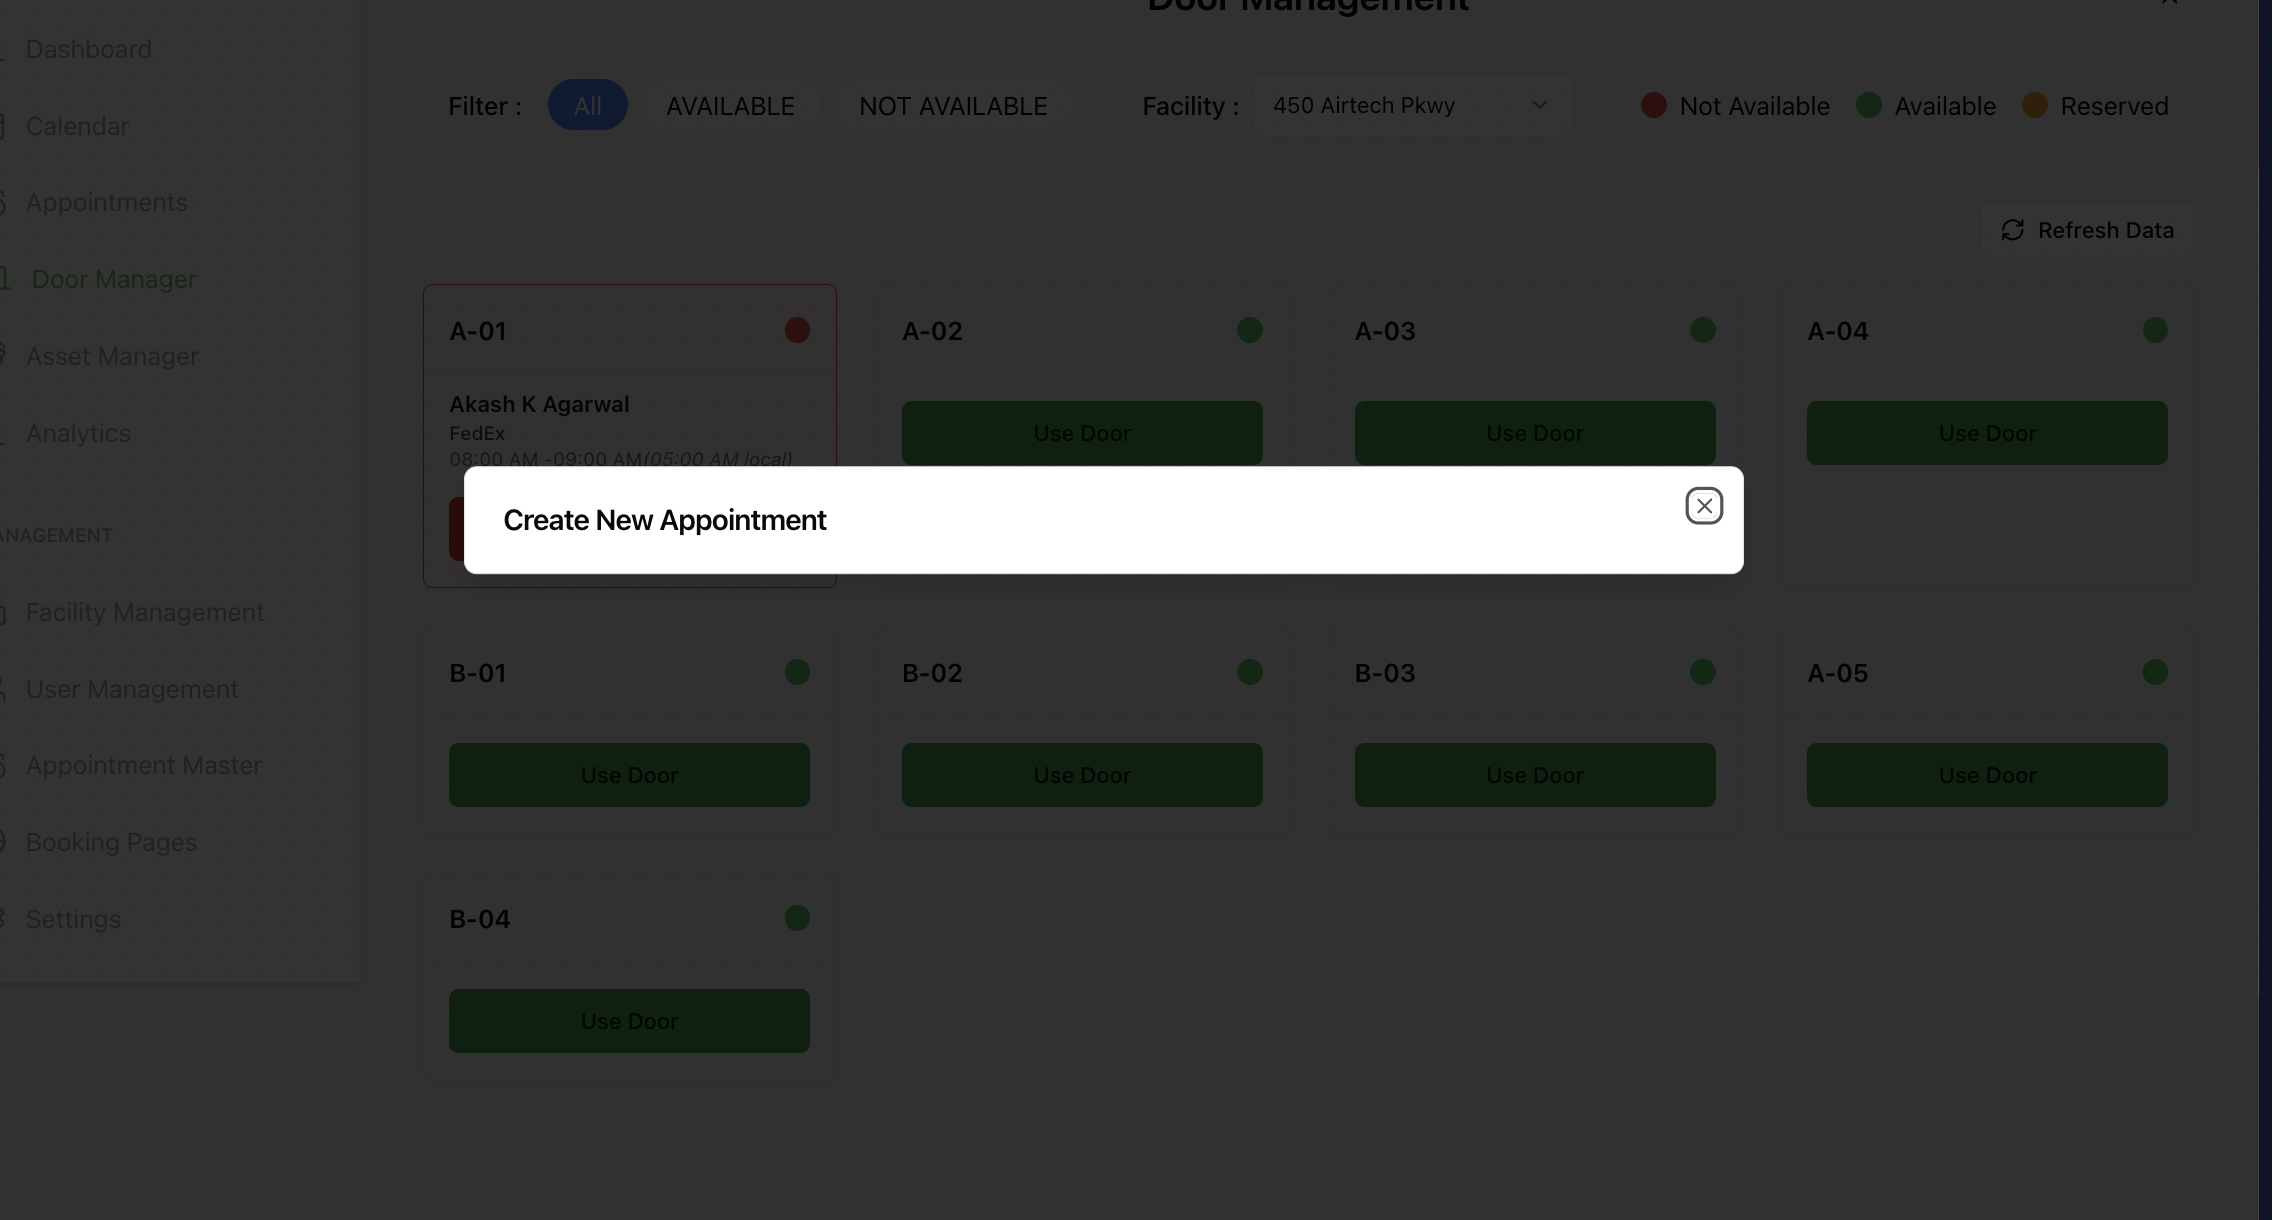 Door Management
Dashboard
Calendar
Appointments
Door Manager
Asset Manager
Analytics
ANAGEMENT
Facility Management
User Management
Appointment Master
Booking Pages
Settings
Filter : All AVAILABLE NOT AVAILABLE Facility : 450 Airtech Pkwy Not Available Available Reserved
Refresh Data
A-01
Akash K Agarwal
FedEx
08:00 AM -09:00 AM(05:00 AM local)
A-02
Use Door
A-03
Use Door
A-04
Use Door
Create New Appointment
B-01
Use Door
B-02
Use Door
B-03
Use Door
A-05
Use Door
B-04
Use Door